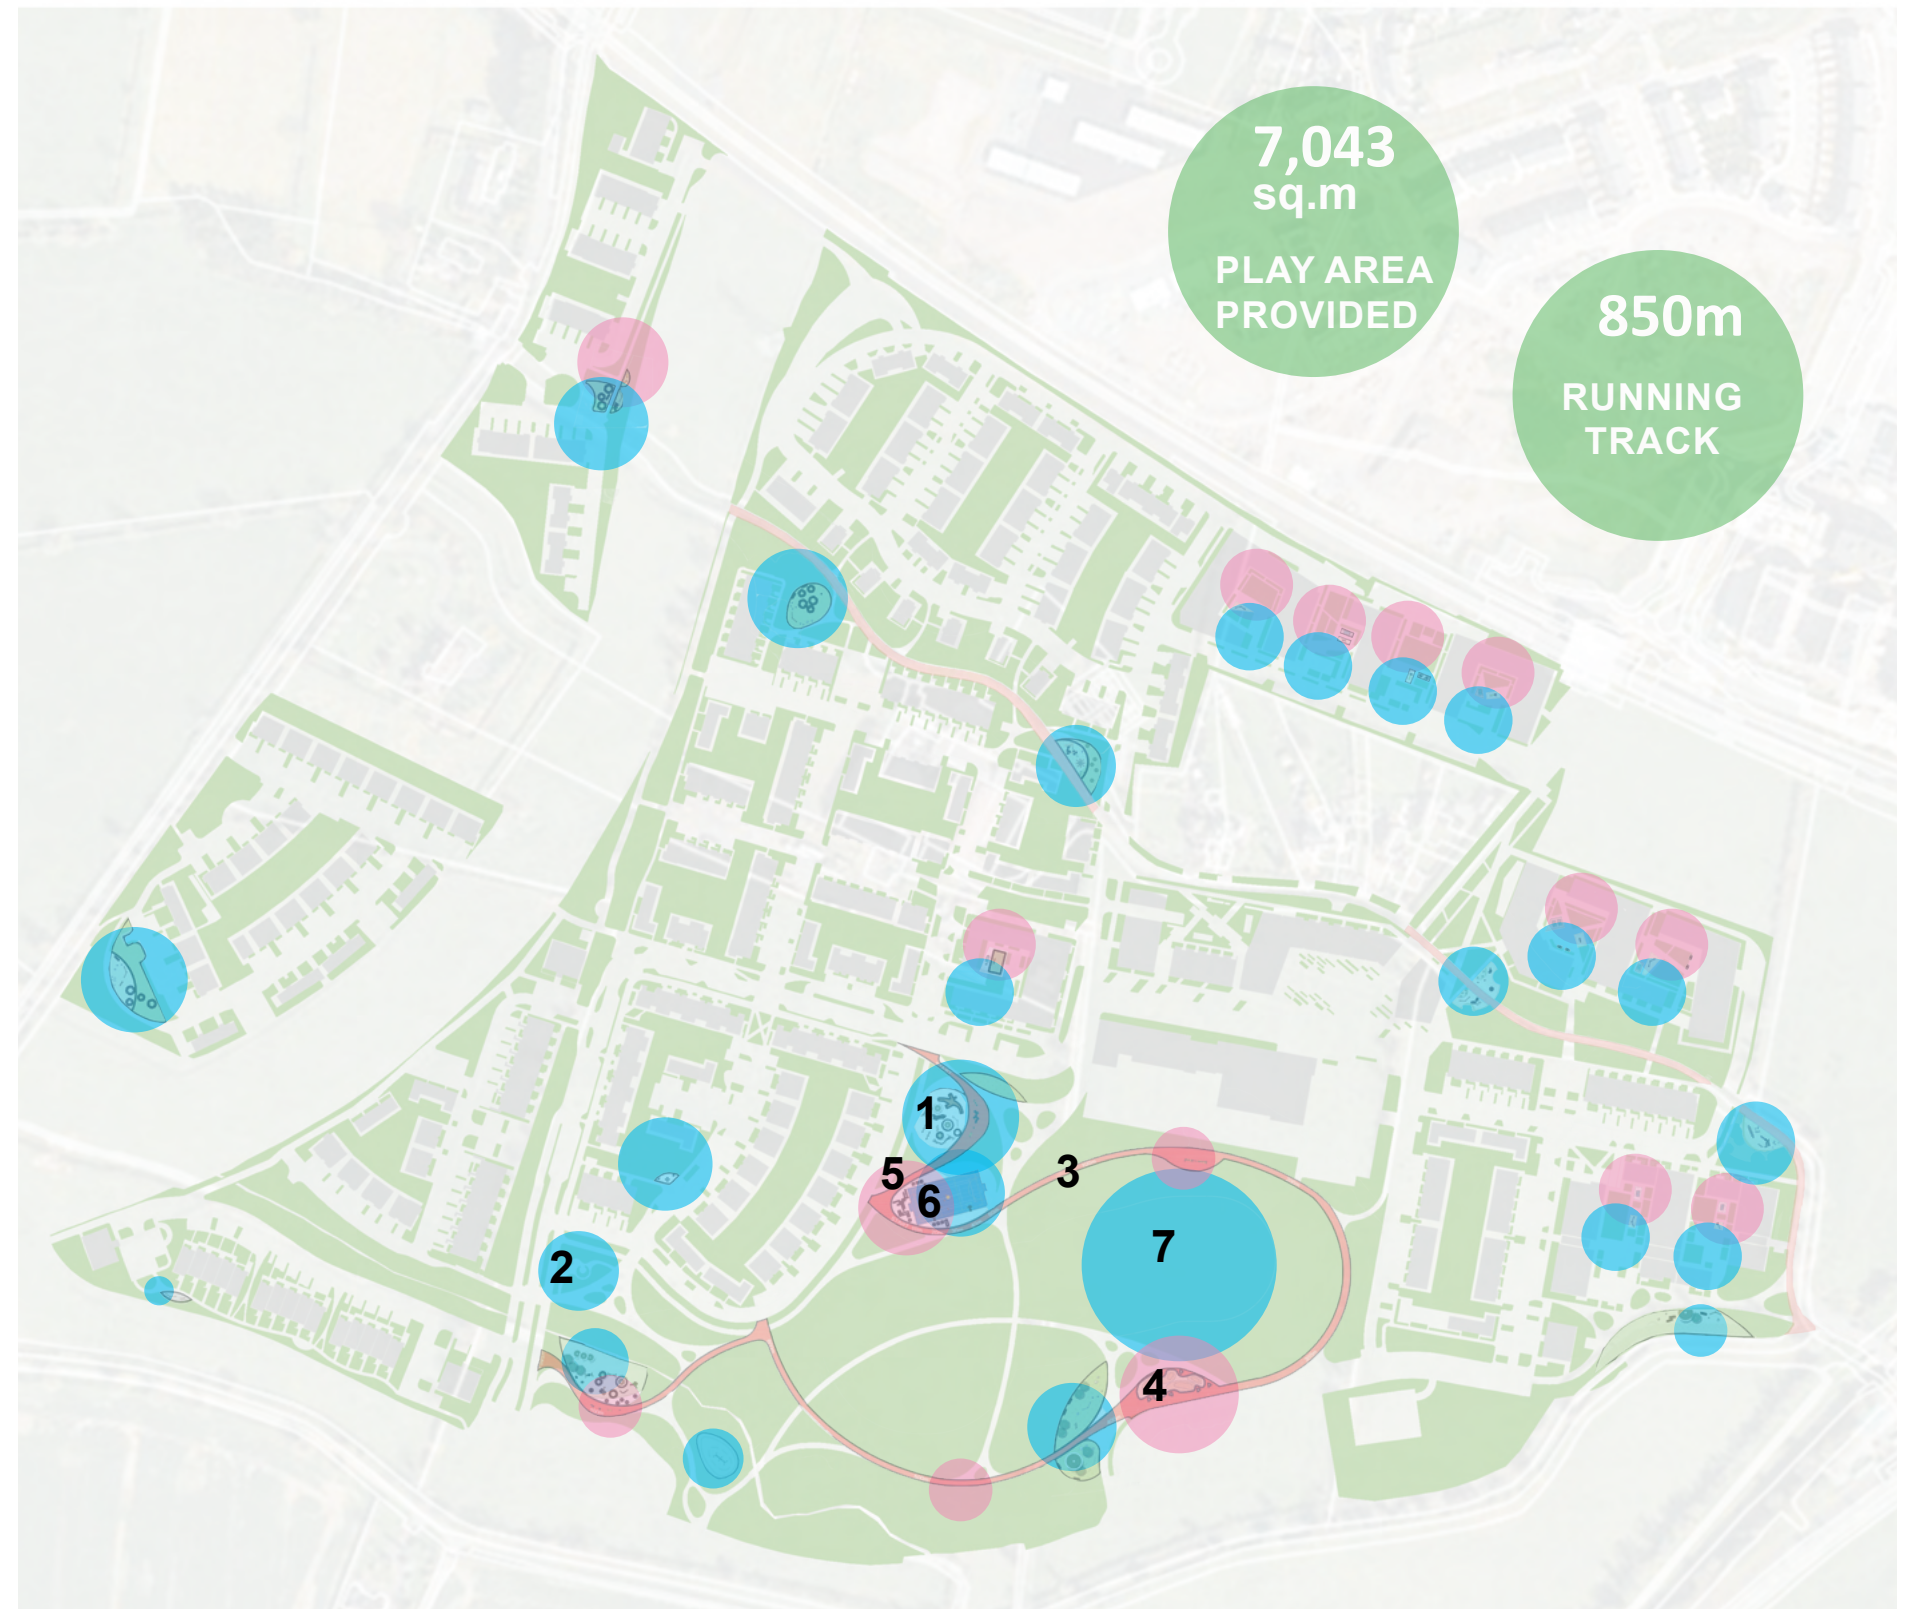 7,043
sq.m
PLAY AREA
PROVIDED
850m
RUNNING
TRACK
1
5
3
6
7
2
4